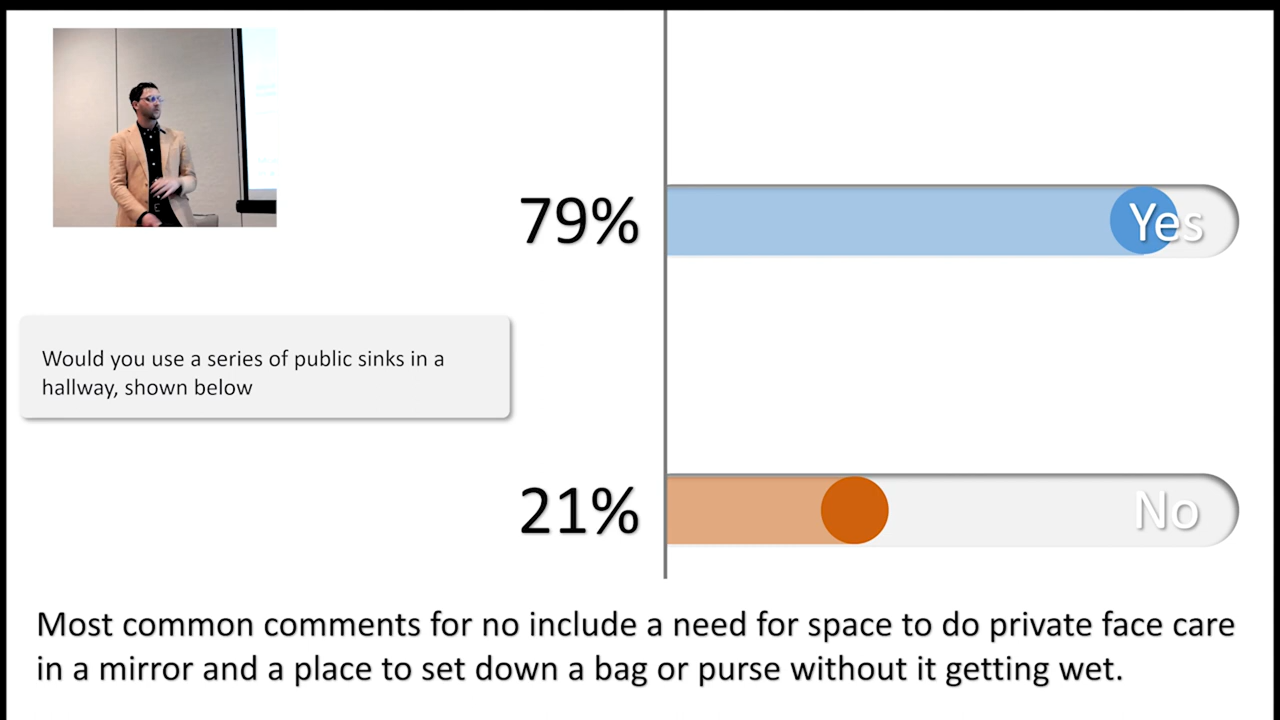 79%
Yes
Would you use a series of public sinks in a
hallway, shown below
21%
No
Most common comments for no include a need for space to do private face care
in a mirror and a place to set down a bag or purse without it getting wet.